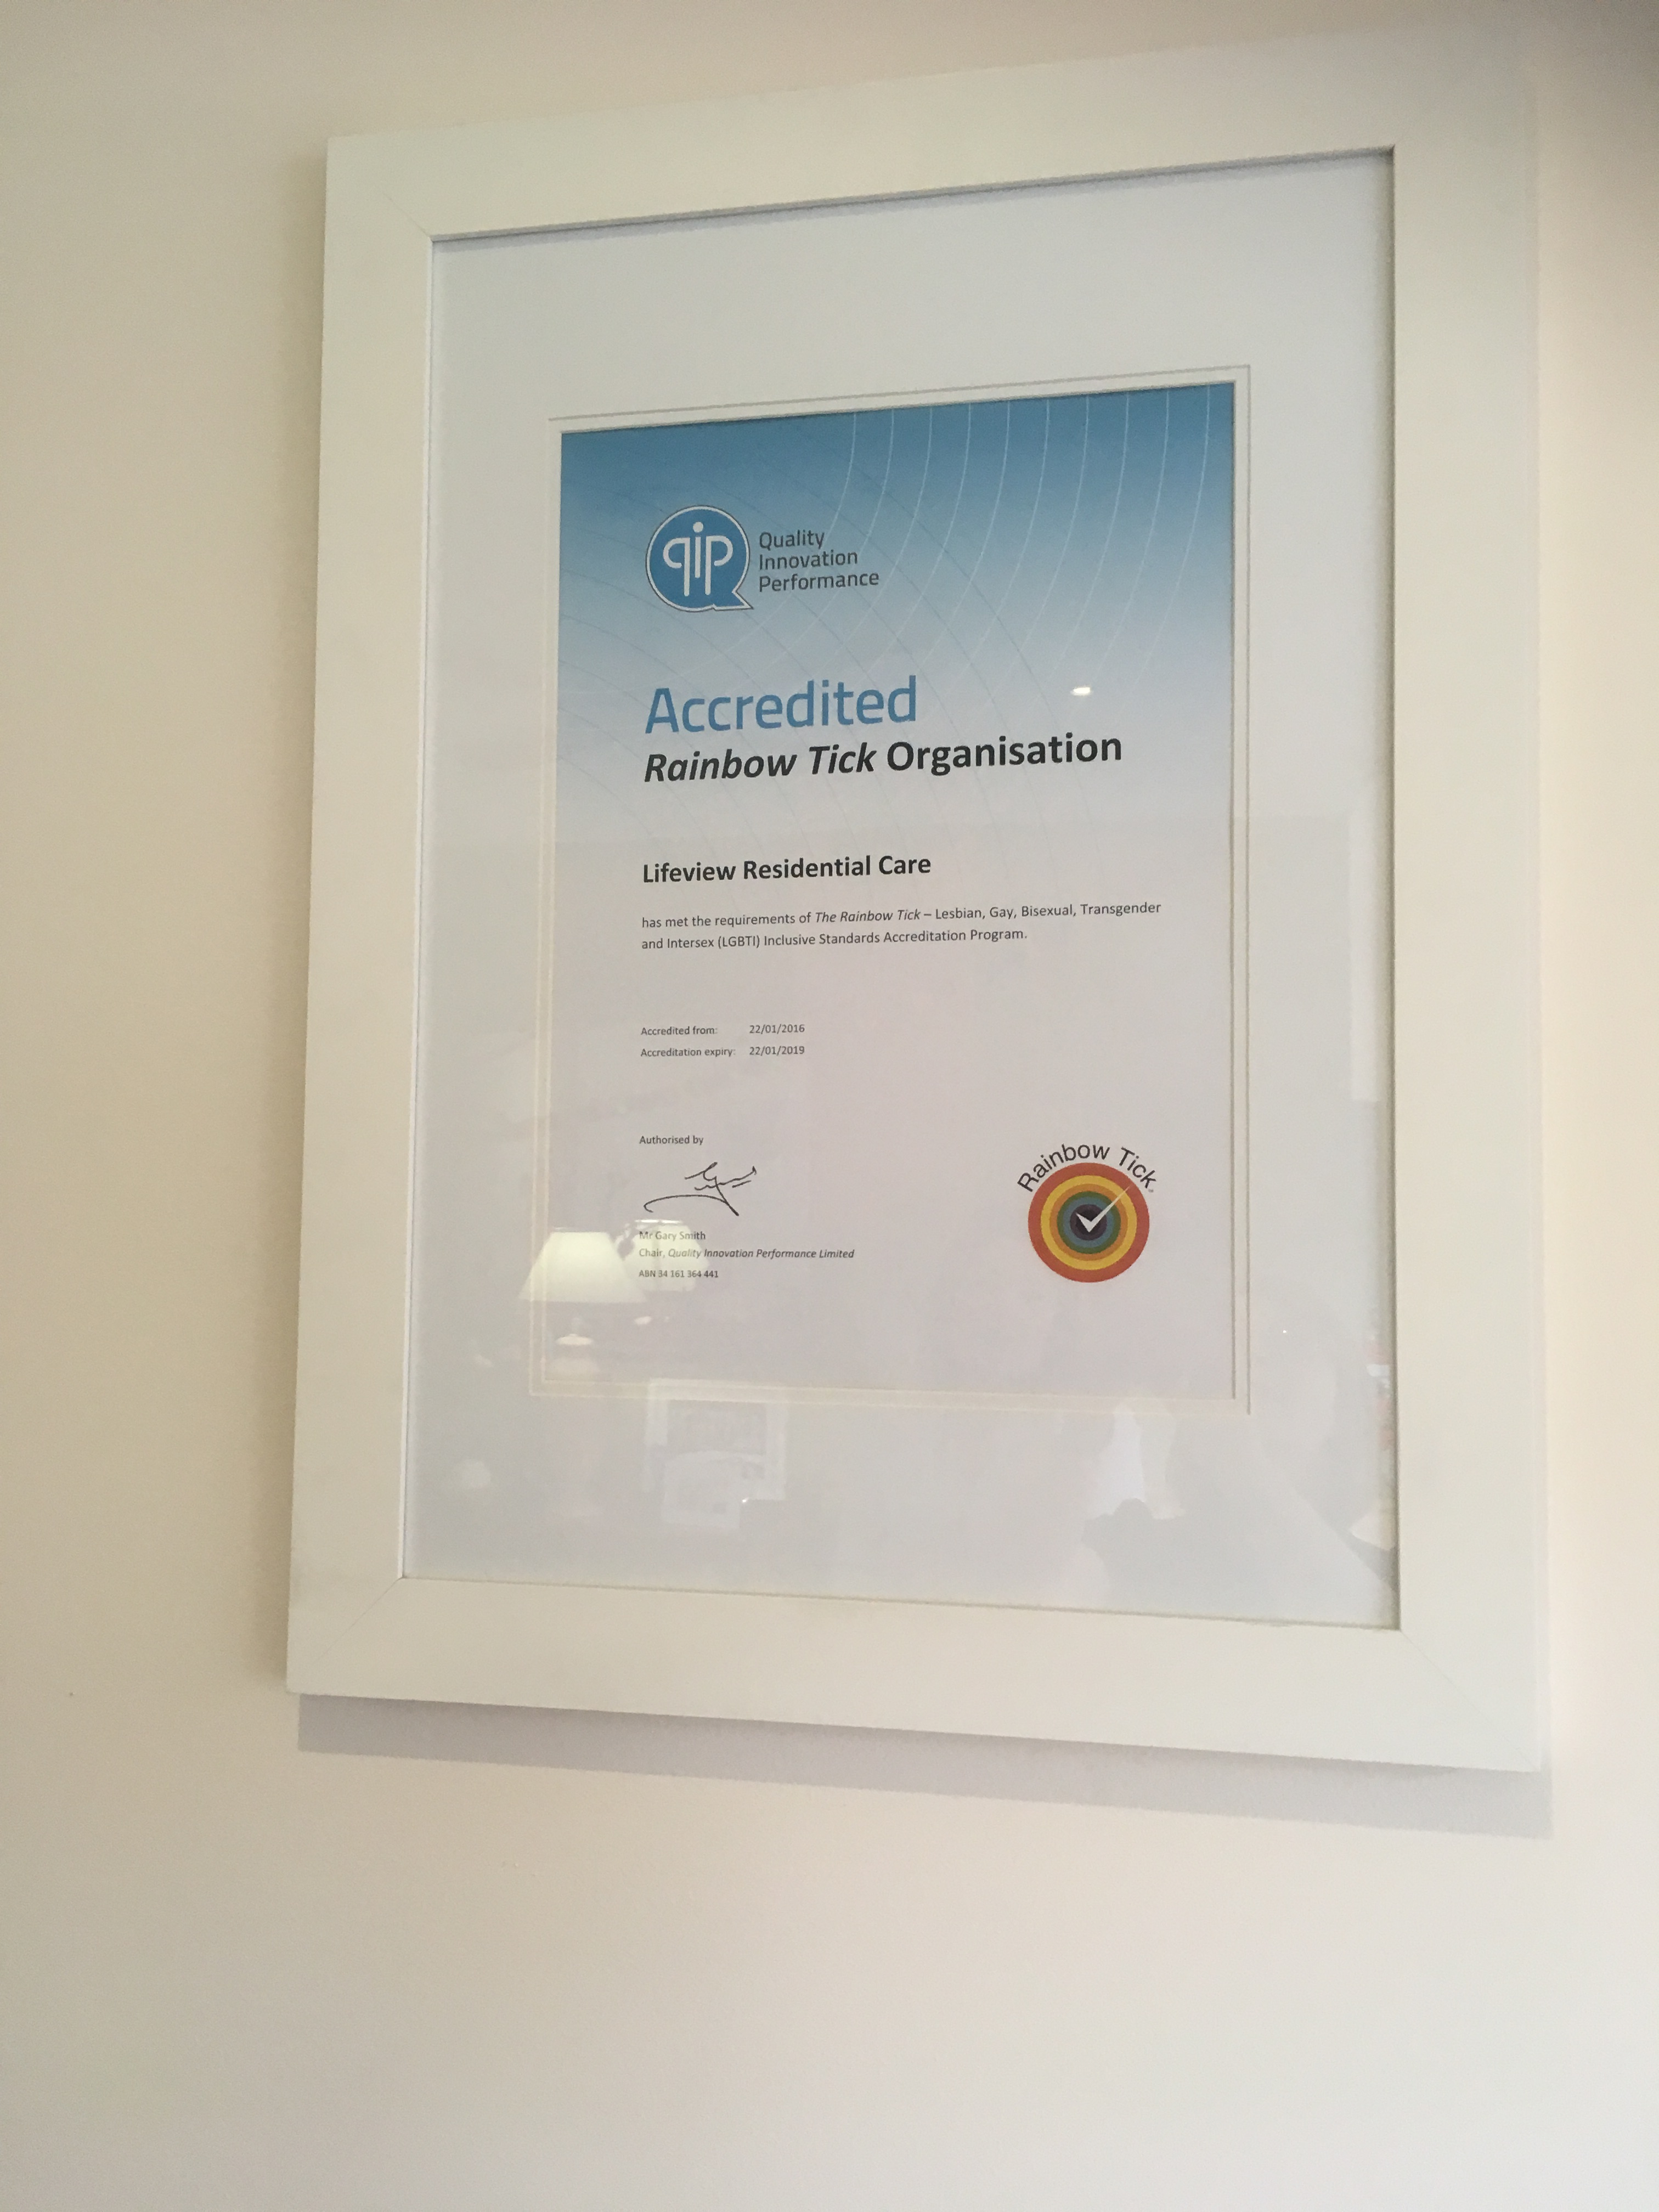 qip
Quality
Innovation
Performance
Accredited
Rainbow Tick Organisation
Lifeview Residential Care
has met the requirements of The Rainbow Tick – Lesbian, Gay, Bisexual, Transgender
and Intersex (LGBTI) Inclusive Standards Accreditation Program.
Accredited from: 22/01/2016
Accreditation expiry: 22/01/2019
Authorised by
Mr Gary Smith
Chair, Quality Innovation Performance Limited
ABN 34 161 364 441
Rainbow Tick